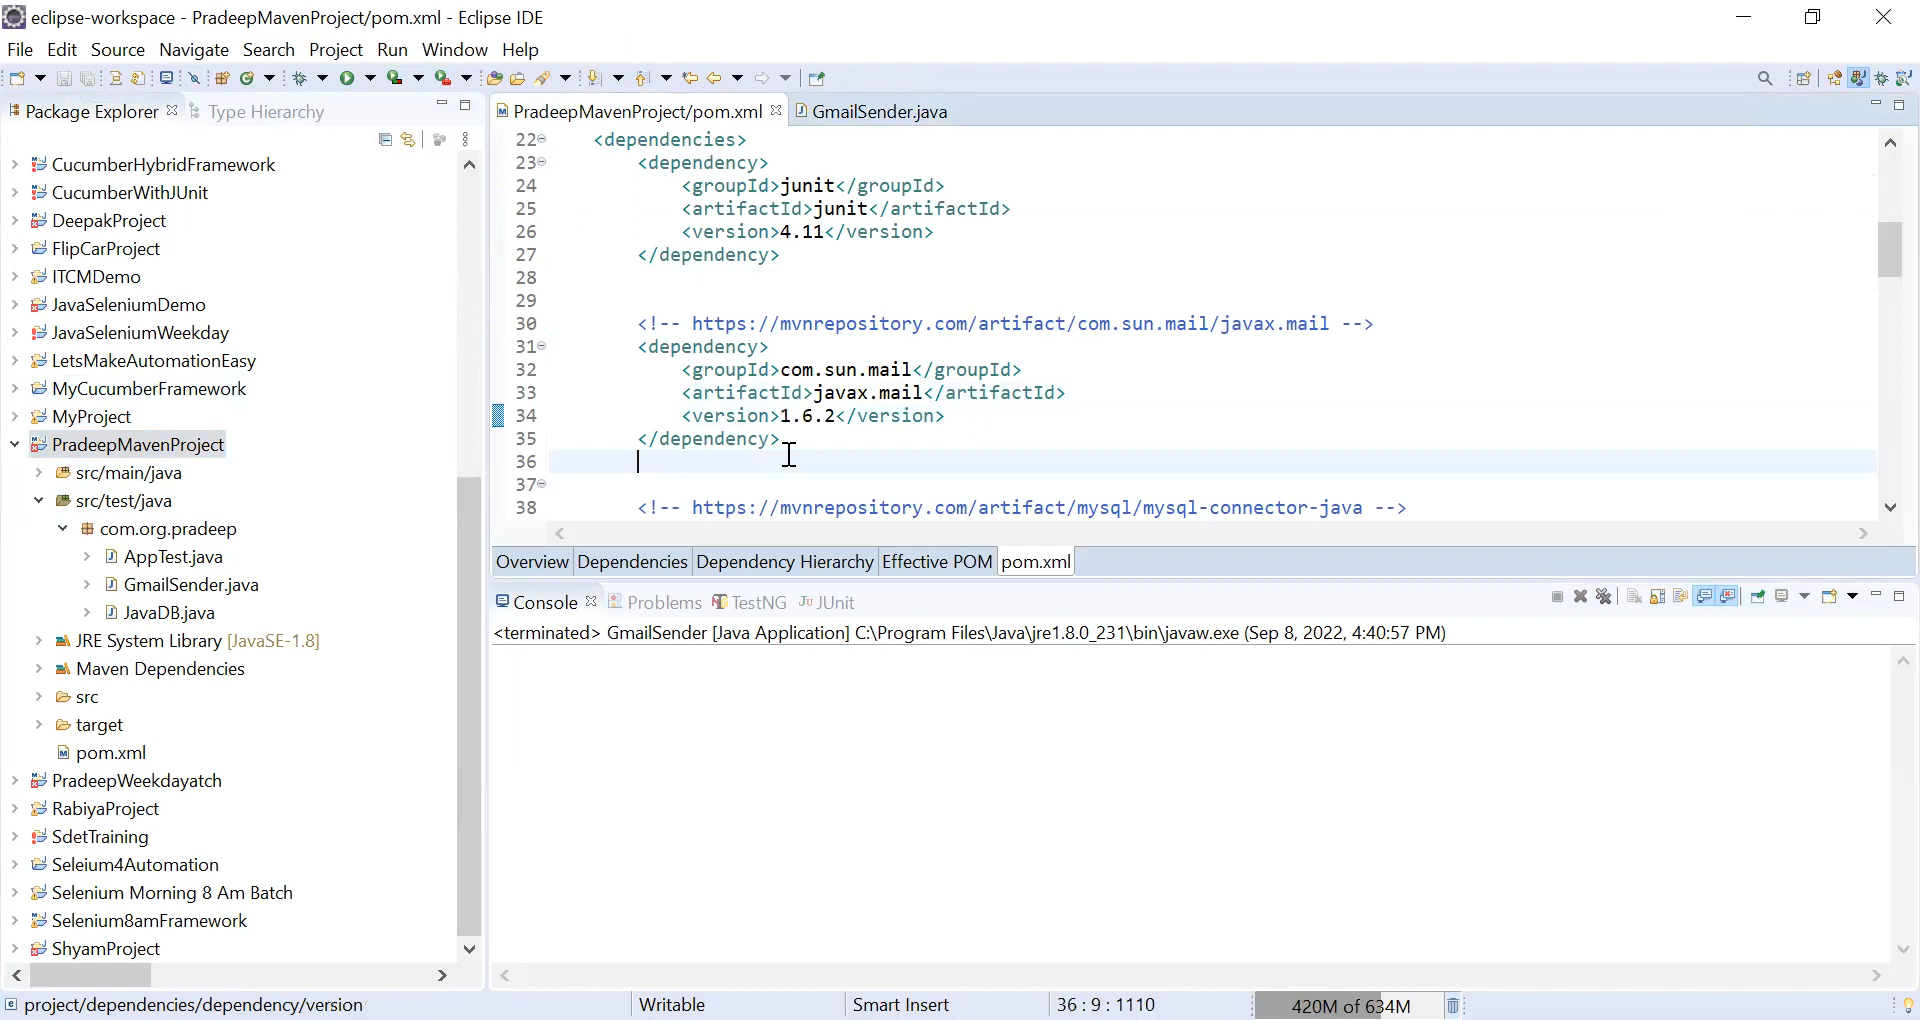 eclipse-workspace - PradeepMavenProject/pom.xml - Eclipse IDE
File Edit Source Navigate Search Project Run Window Help
Package Explorer Type Hierarchy
CucumberHybridFramework
CucumberWithJUnit
DeepakProject
FlipCarProject
ITCMDemo
JavaSeleniumDemo
JavaSeleniumWeekday
LetsMakeAutomationEasy
MyCucumberFramework
MyProject
PradeepMavenProject
src/main/java
src/test/java
com.org.pradeep
AppTest.java
GmailSender.java
JavaDB.java
JRE System Library [JavaSE-1.8]
Maven Dependencies
src
target
pom.xml
PradeepWeekdayatch
RabiyaProject
SdetTraining
Seleium4Automation
Selenium Morning 8 Am Batch
Selenium8amFramework
ShyamProject
PradeepMavenProject/pom.xml GmailSender.java
22 <dependencies>
23 <dependency>
24 <groupId>junit</groupId>
25 <artifactId>junit</artifactId>
26 <version>4.11</version>
27 </dependency>
28
29
30 <!-- https://mvnrepository.com/artifact/com.sun.mail/javax.mail -->
31 <dependency>
32 <groupId>com.sun.mail</groupId>
33 <artifactId>javax.mail</artifactId>
34 <version>1.6.2</version>
35 </dependency>
36
37
38 <!-- https://mvnrepository.com/artifact/mysql/mysql-connector-java -->
Overview Dependencies Dependency Hierarchy Effective POM pom.xml
Console Problems TestNG JUnit
<terminated> GmailSender [Java Application] C:\Program Files\Java\jre1.8.0_231\bin\javaw.exe (Sep 8, 2022, 4:40:57 PM)
project/dependencies/dependency/version Writable Smart Insert 36 : 9 : 1110 420M of 634M